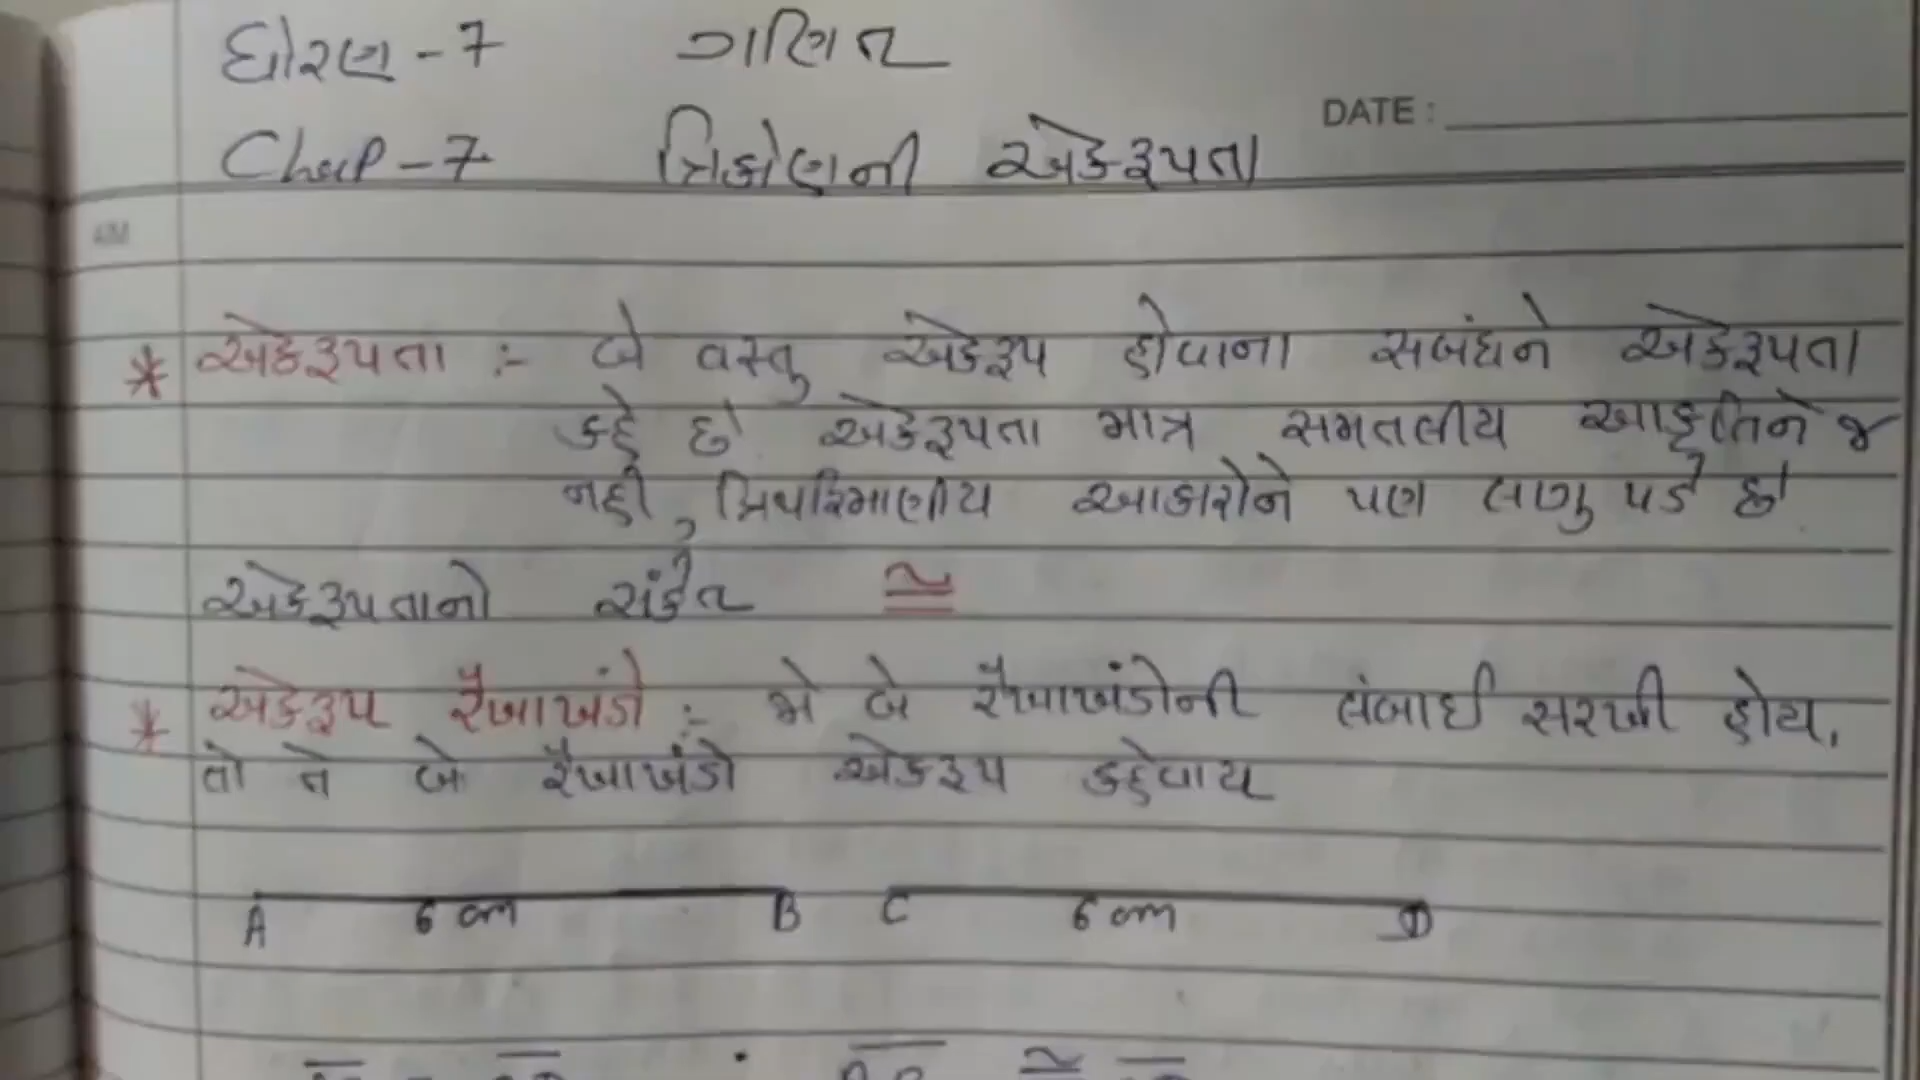 ધોરણ - 7 ગણિત
DATE :
Chap - 7 ત્રિકોણની એકરૂપતા
AM
* એકરૂપતા :- બે વસ્તુ એકરૂપ હોવાના સબંધને એકરૂપતા
કહે છે એકરૂપતા માત્ર સમતલીય આકૃતિને જ
નહી, ત્રિપરિમાણીય આકારોને પણ લાગુ પડે છે
એકરૂપતાનો સંકેત ≅
* એકરૂપ રેખાખંડો :- જો બે રેખાખંડોની લંબાઈ સરખી હોય,
તો તે બે રેખાખંડો એકરૂપ કહેવાય
A 6 cm B C 6 cm D